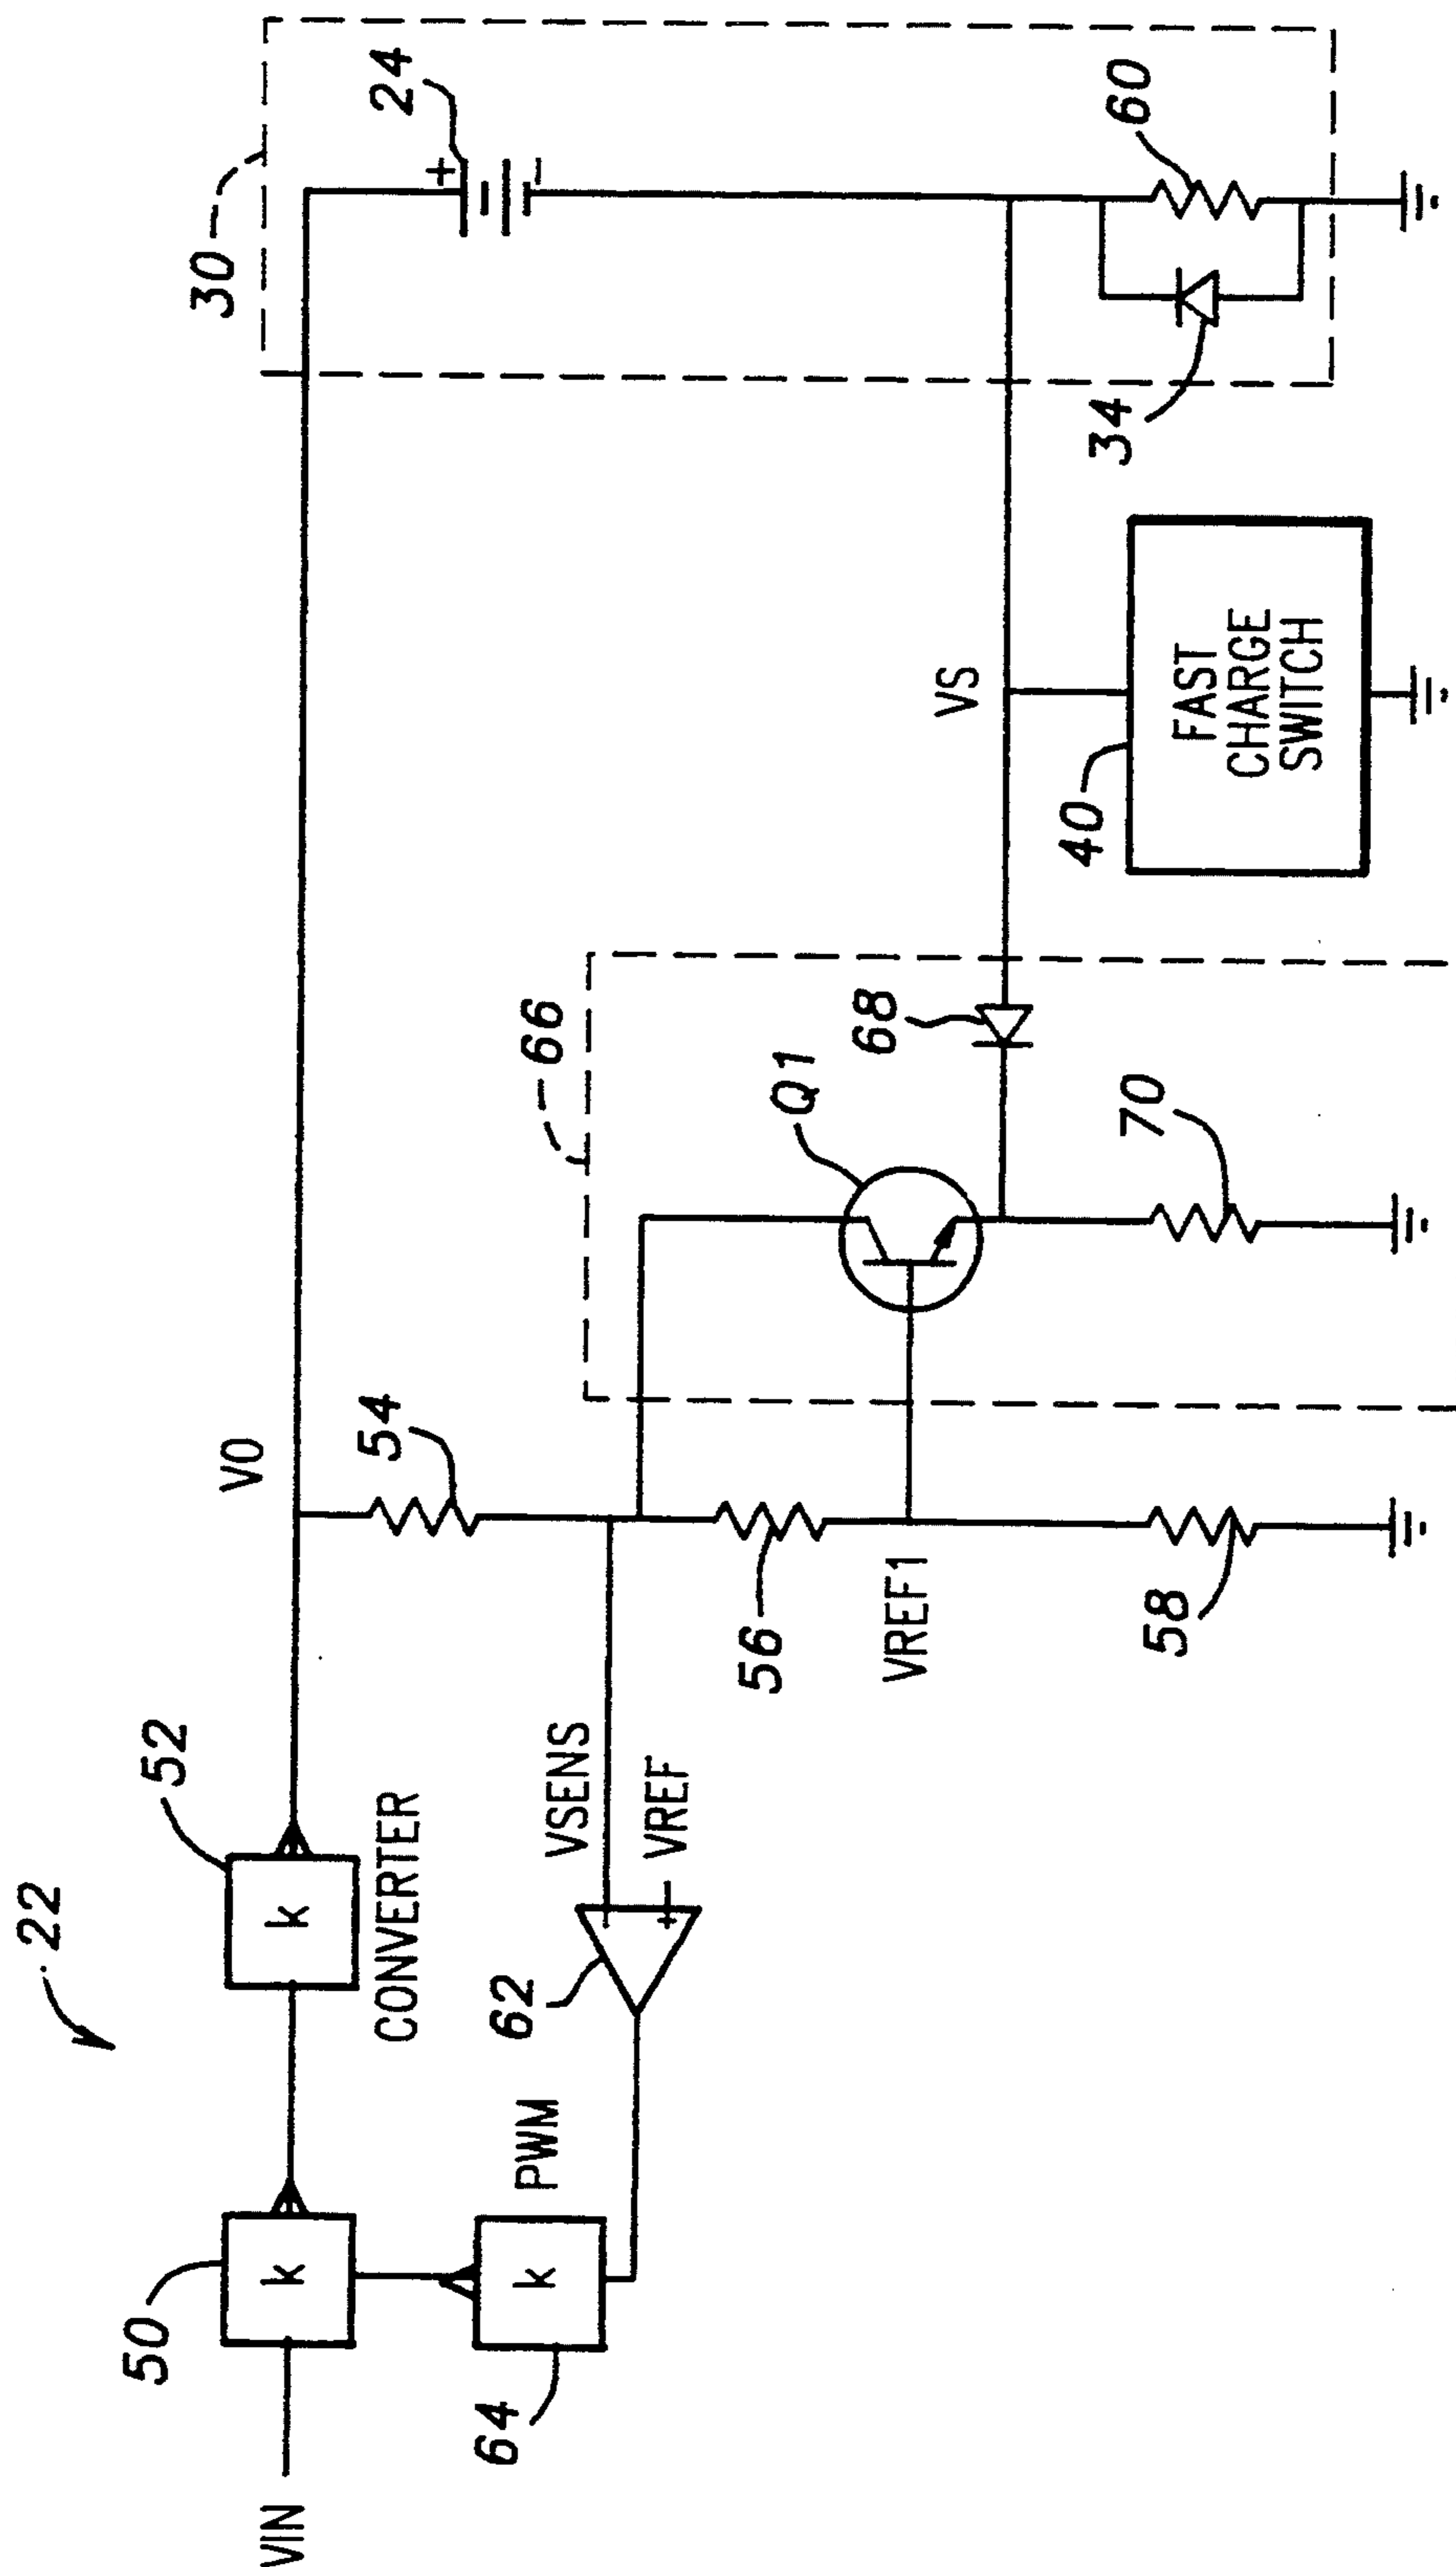 22
VIN
50
k
52
k
CONVERTER
VO
30
24
+
-
64
k
PWM
62
-
+
VSENS
VREF
54
56
VREF1
58
66
Q1
68
70
VS
40
FAST
CHARGE
SWITCH
34
60